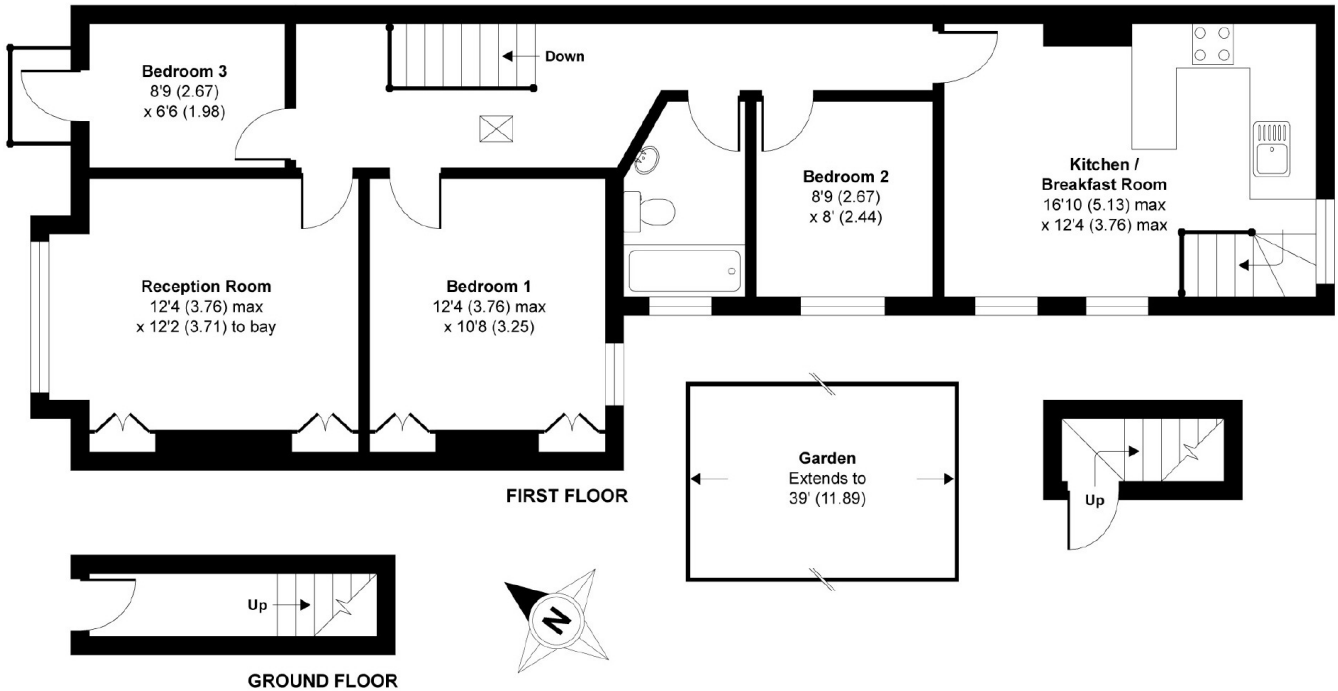 Bedroom 3
8'9 (2.67)
x 6'6 (1.98)
Down
Kitchen /
Breakfast Room
16'10 (5.13) max
x 12'4 (3.76) max
Bedroom 2
8'9 (2.67)
x 8' (2.44)
Reception Room
12'4 (3.76) max
x 12'2 (3.71) to bay
Bedroom 1
12'4 (3.76) max
x 10'8 (3.25)
FIRST FLOOR
Garden
Extends to
39' (11.89)
Up
Up
N
GROUND FLOOR